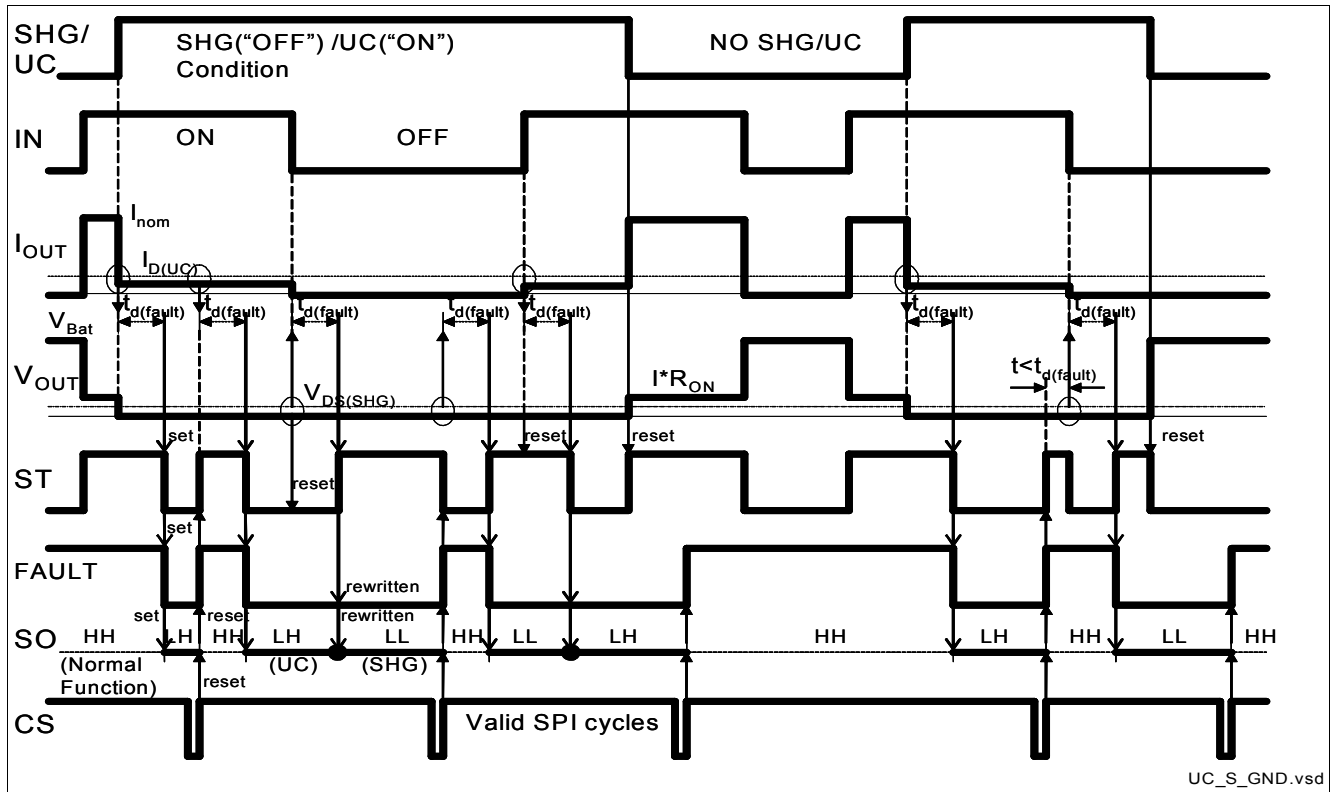 SHG/
UC
SHG("OFF") /UC("ON")
Condition
NO SHG/UC
IN
ON
OFF
I_OUT
I_nom
I_D(UC)
t_d(fault) t_d(fault) t_d(fault) t_d(fault) t_d(fault) t_d(fault) t_d(fault)
V_Bat
V_OUT
V_DS(SHG)
I*R_ON
t<t_d(fault)
set
reset
reset
reset
ST
reset
set
FAULT
rewritten
set
reset
rewritten
SO
HH LH HH LH LL HH LL LH HH LH HH LL HH
(Normal
Function)
(UC)
(SHG)
reset
CS
Valid SPI cycles
UC_S_GND.vsd